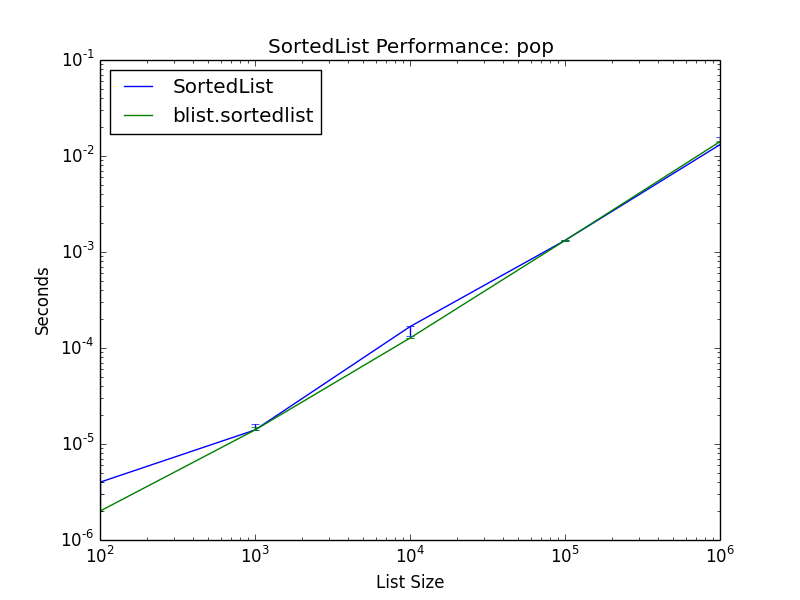 SortedList Performance: pop
SortedList
blist.sortedlist
10^-1
10^-2
10^-3
10^-4
10^-5
10^-6
Seconds
10^2 10^3 10^4 10^5 10^6
List Size